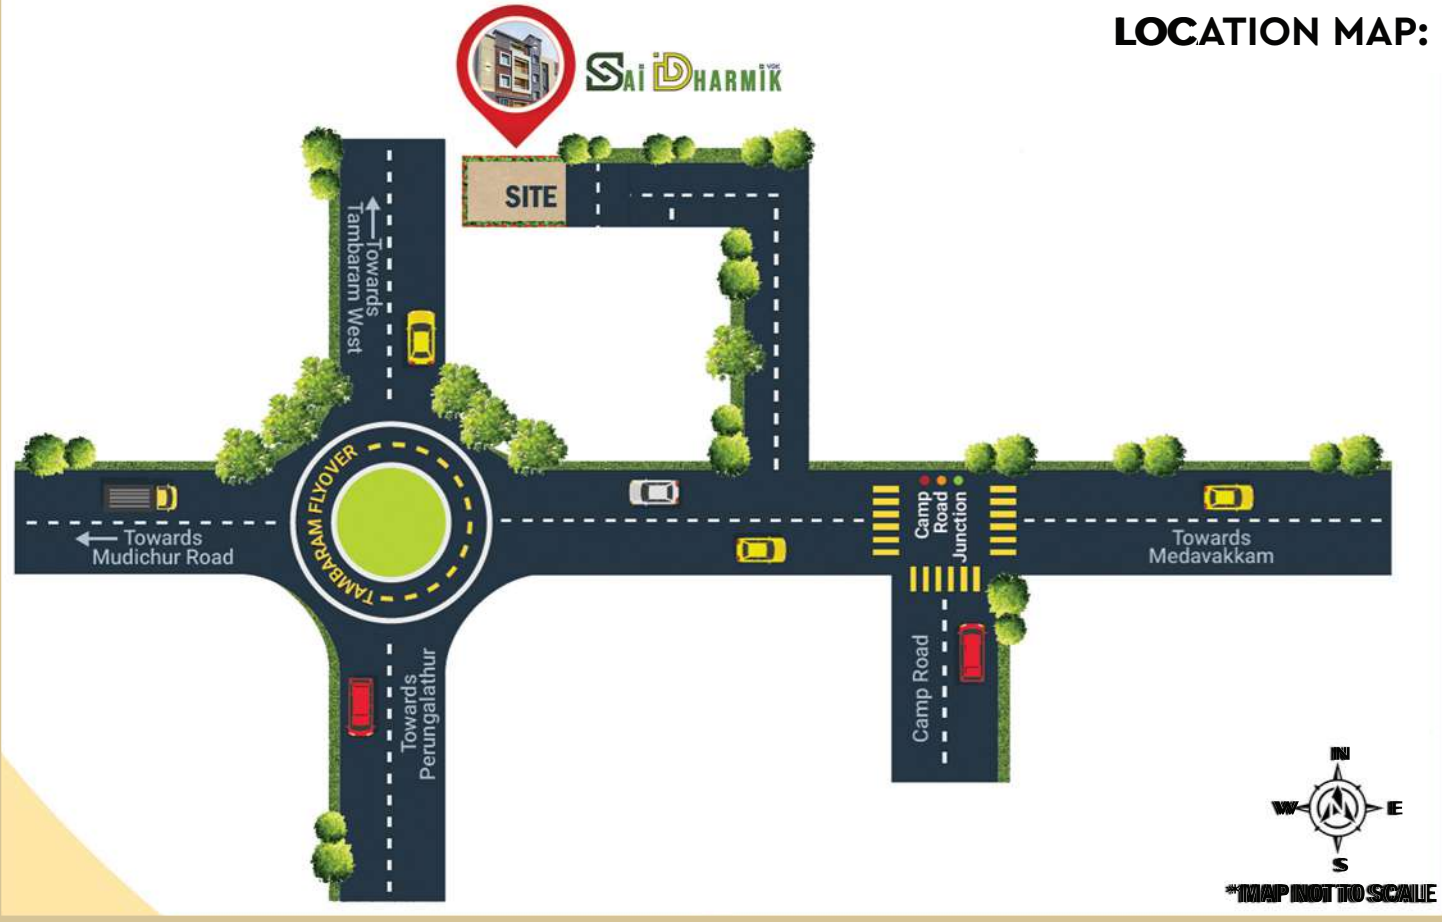 LOCATION MAP:
SAI DHARMIK
VGK
SITE
Towards
Tambaram West
TAMBARAM FLYOVER
Towards
Mudichur Road
Camp
Road
Junction
Towards
Medavakkam
Towards
Perungalathur
Camp Road
N
W
E
S
*MAP NOT TO SCALE